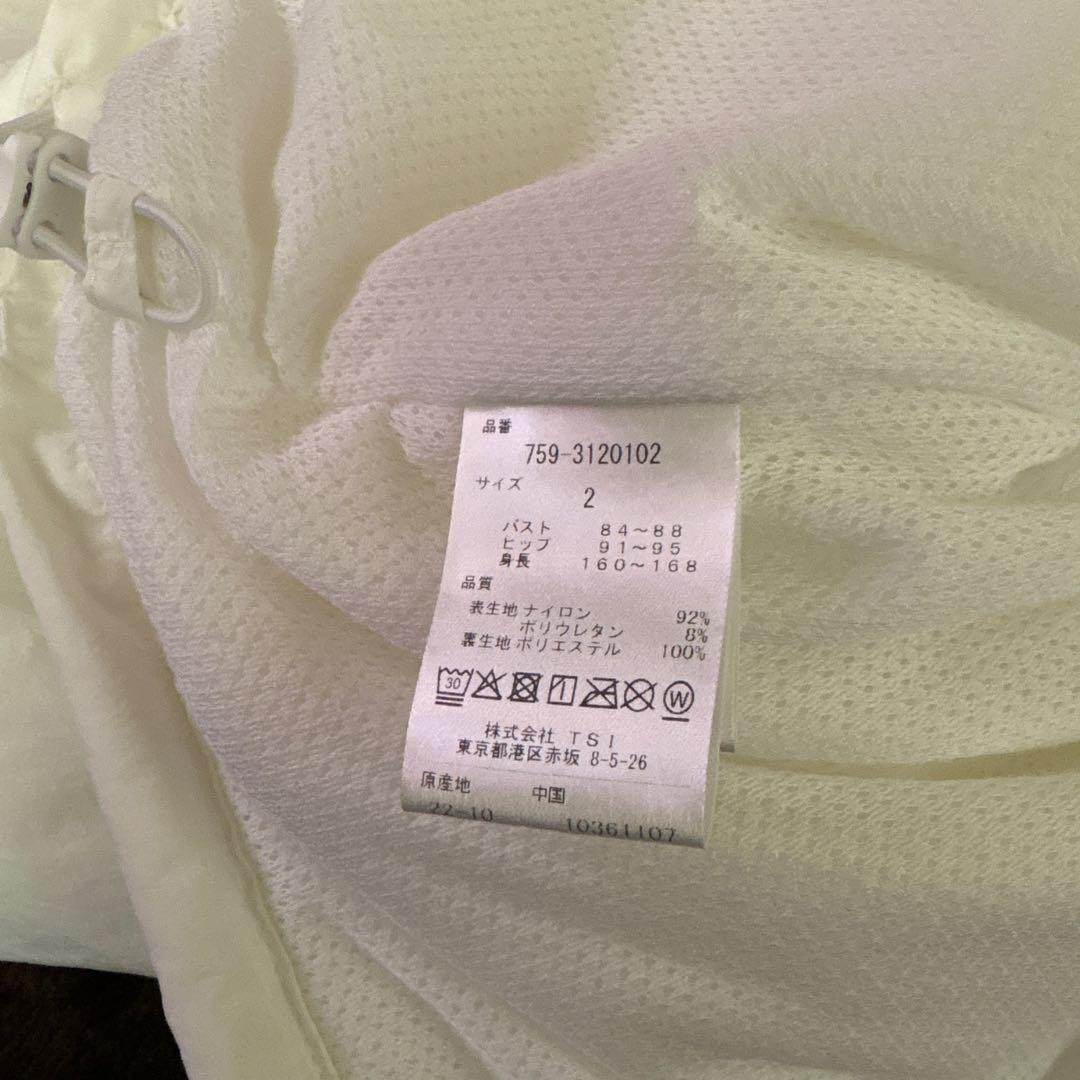 品番
759-3120102
サイズ
2
バスト 84～88
ヒップ 91～95
身長 160～168
品質
表生地 ナイロン 92%
ポリウレタン 8%
裏生地 ポリエステル 100%
30 W
株式会社 TSI
東京都港区赤坂 8-5-26
原産地 中国
22-10 10361107